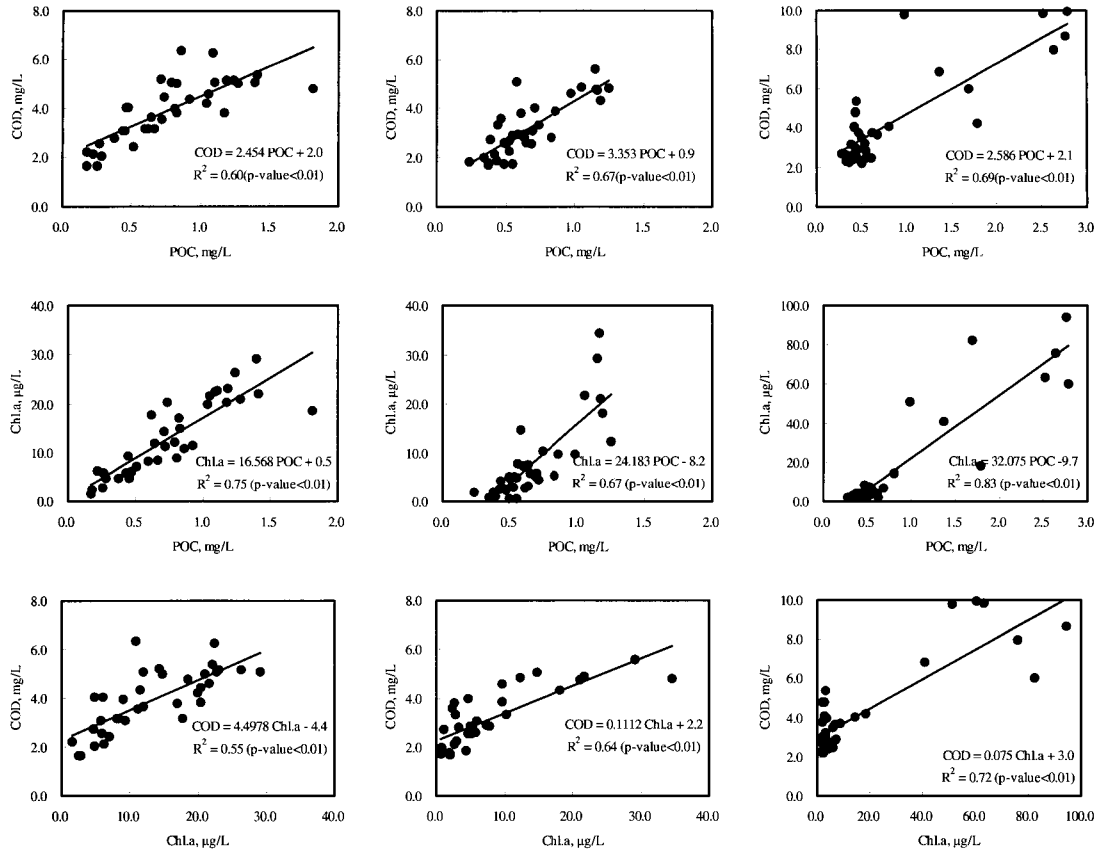 COD, mg/L
8.0
6.0
4.0
2.0
0.0
COD = 2.454 POC + 2.0
R² = 0.60(p-value<0.01)
0.0 0.5 1.0 1.5 2.0
POC, mg/L
COD, mg/L
8.0
6.0
4.0
2.0
0.0
COD = 3.353 POC + 0.9
R² = 0.67(p-value<0.01)
0.0 0.5 1.0 1.5 2.0
POC, mg/L
COD, mg/L
10.0
8.0
6.0
4.0
2.0
0.0
COD = 2.586 POC + 2.1
R² = 0.69(p-value<0.01)
0.0 0.5 1.0 1.5 2.0 2.5 3.0
POC, mg/L
Chl.a, µg/L
40.0
30.0
20.0
10.0
0.0
Chl.a = 16.568 POC + 0.5
R² = 0.75 (p-value<0.01)
0.0 0.5 1.0 1.5 2.0
POC, mg/L
Chl.a, µg/L
40.0
30.0
20.0
10.0
0.0
Chl.a = 24.183 POC - 8.2
R² = 0.67 (p-value<0.01)
0.0 0.5 1.0 1.5 2.0
POC, mg/L
Chl.a, µg/L
100.0
80.0
60.0
40.0
20.0
0.0
Chl.a = 32.075 POC -9.7
R² = 0.83 (p-value<0.01)
0.0 0.5 1.0 1.5 2.0 2.5 3.0
POC, mg/L
COD, mg/L
8.0
6.0
4.0
2.0
0.0
COD = 4.4978 Chl.a - 4.4
R² = 0.55 (p-value<0.01)
0.0 10.0 20.0 30.0 40.0
Chl.a, µg/L
COD, mg/L
8.0
6.0
4.0
2.0
0.0
COD = 0.1112 Chl.a + 2.2
R² = 0.64 (p-value<0.01)
0.0 10.0 20.0 30.0 40.0
Chl.a, µg/L
COD, mg/L
10.0
8.0
6.0
4.0
2.0
0.0
COD = 0.075 Chl.a + 3.0
R² = 0.72 (p-value<0.01)
0.0 20.0 40.0 60.0 80.0 100.0
Chl.a, µg/L